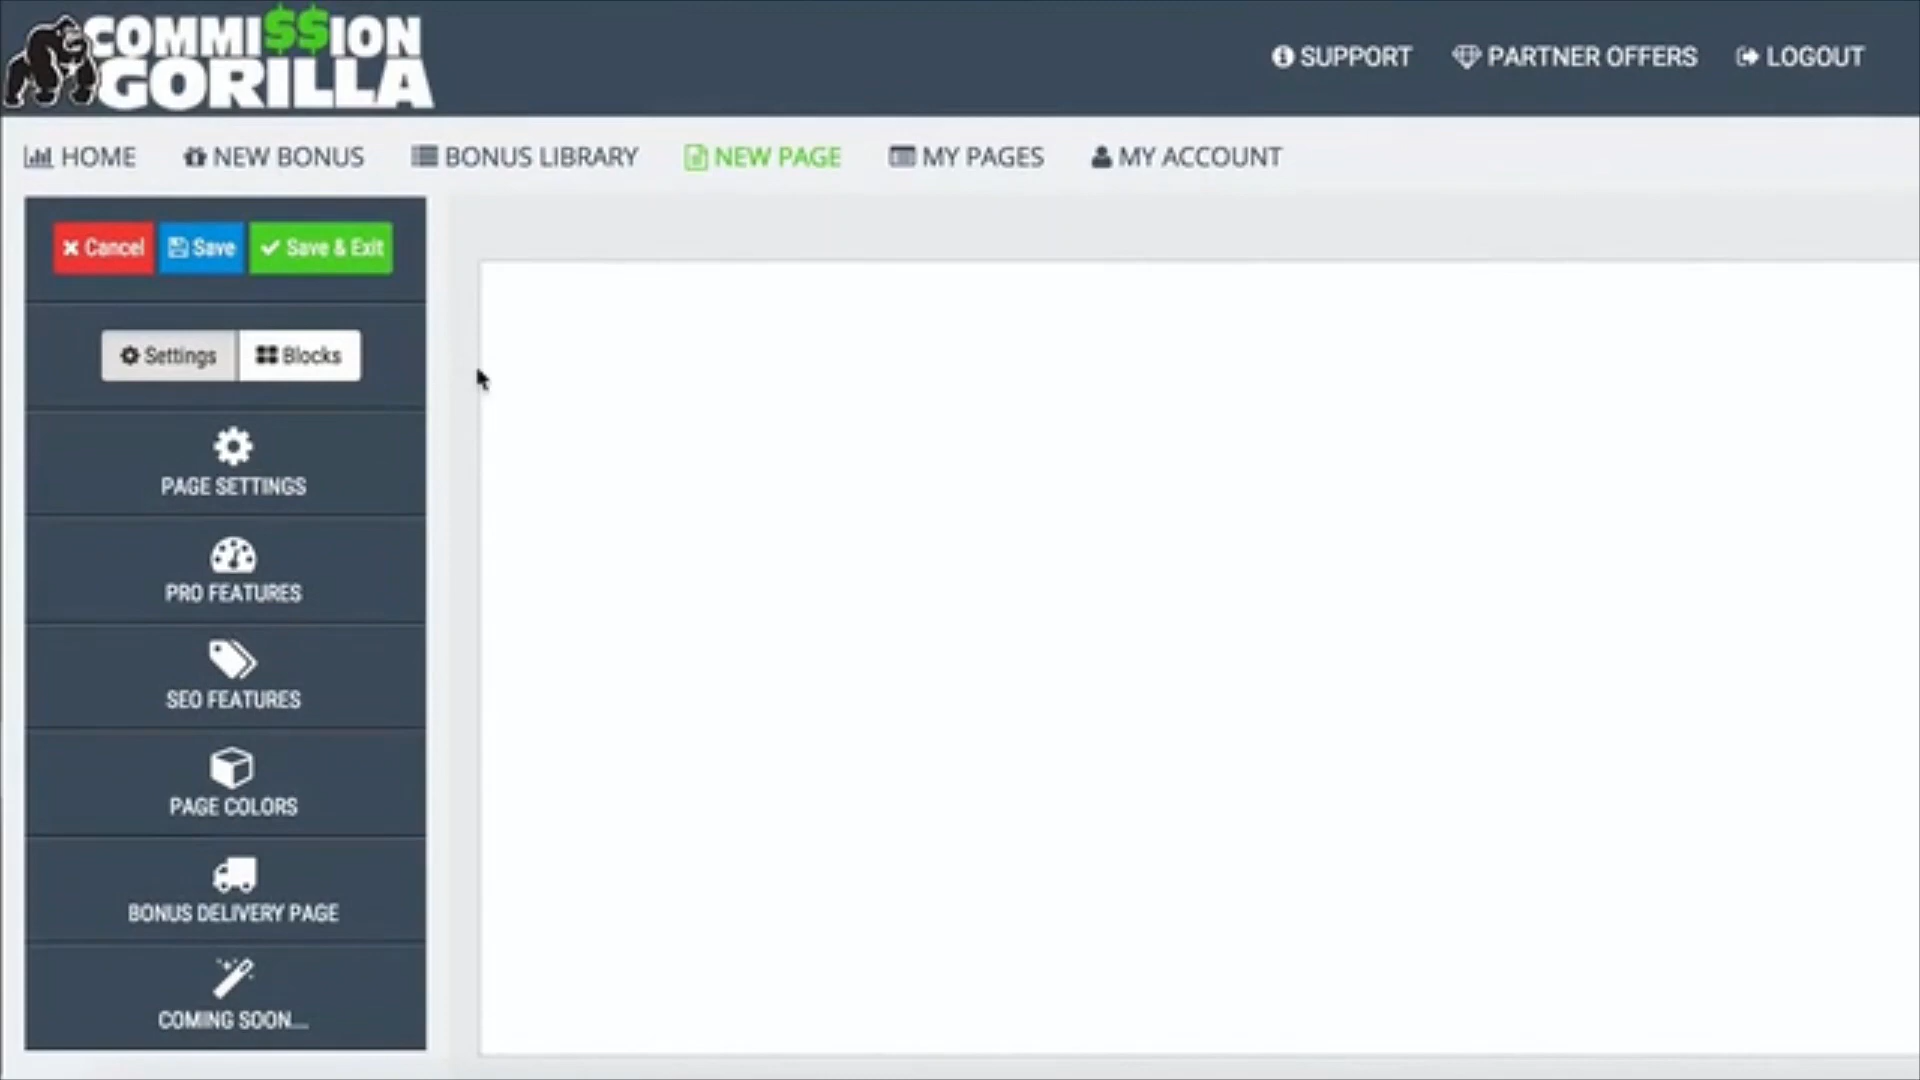 COMMI$$ION
GORILLA
SUPPORT PARTNER OFFERS LOGOUT
HOME NEW BONUS BONUS LIBRARY NEW PAGE MY PAGES MY ACCOUNT
Cancel Save Save & Exit
Settings Blocks
PAGE SETTINGS
PRO FEATURES
SEO FEATURES
PAGE COLORS
BONUS DELIVERY PAGE
COMING SOON...